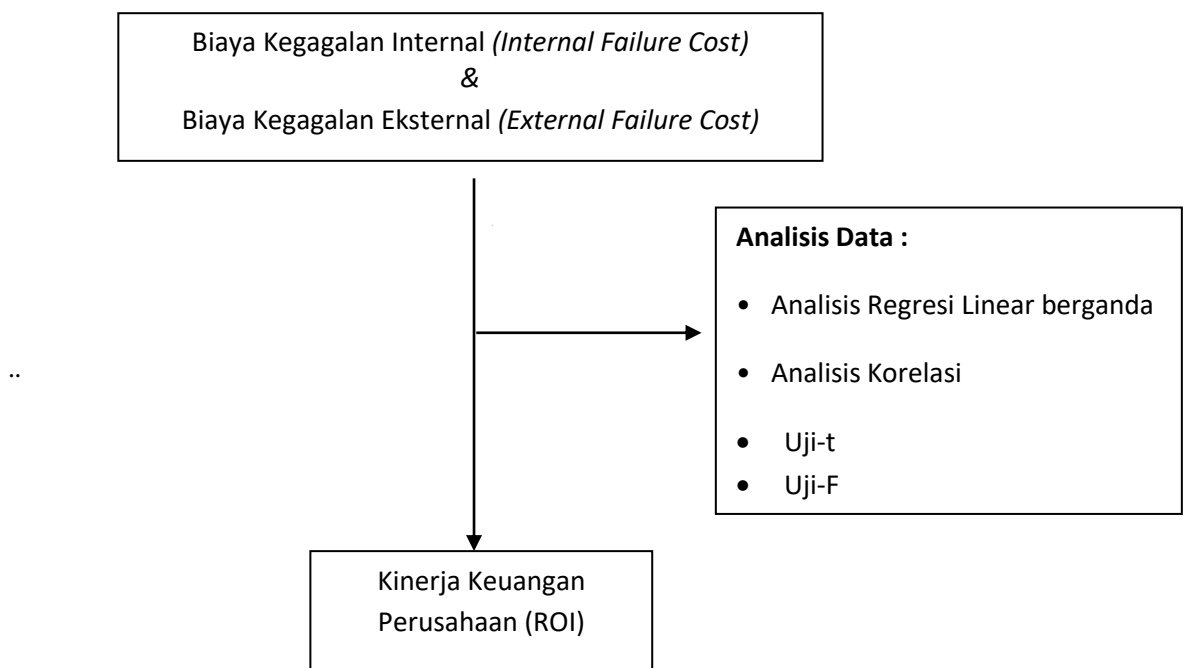 Biaya Kegagalan Internal (Internal Failure Cost)
&
Biaya Kegagalan Eksternal (External Failure Cost)
Analisis Data :
• Analisis Regresi Linear berganda
• Analisis Korelasi
• Uji-t
• Uji-F
..
Kinerja Keuangan
Perusahaan (ROI)